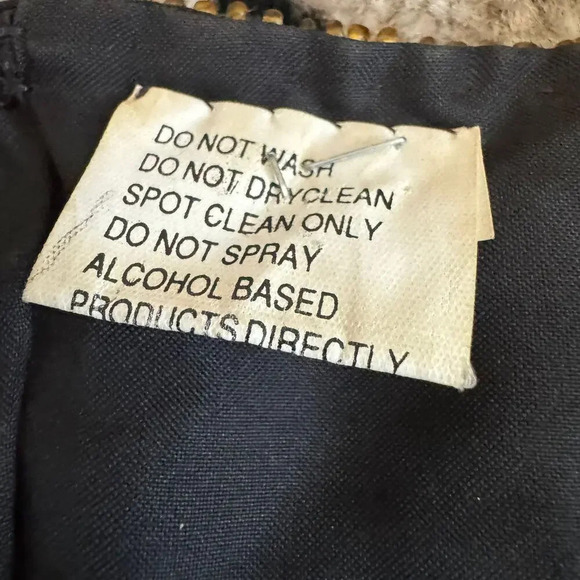 DO NOT WASH
DO NOT DRYCLEAN
SPOT CLEAN ONLY
DO NOT SPRAY
ALCOHOL BASED
PRODUCTS DIRECTLY